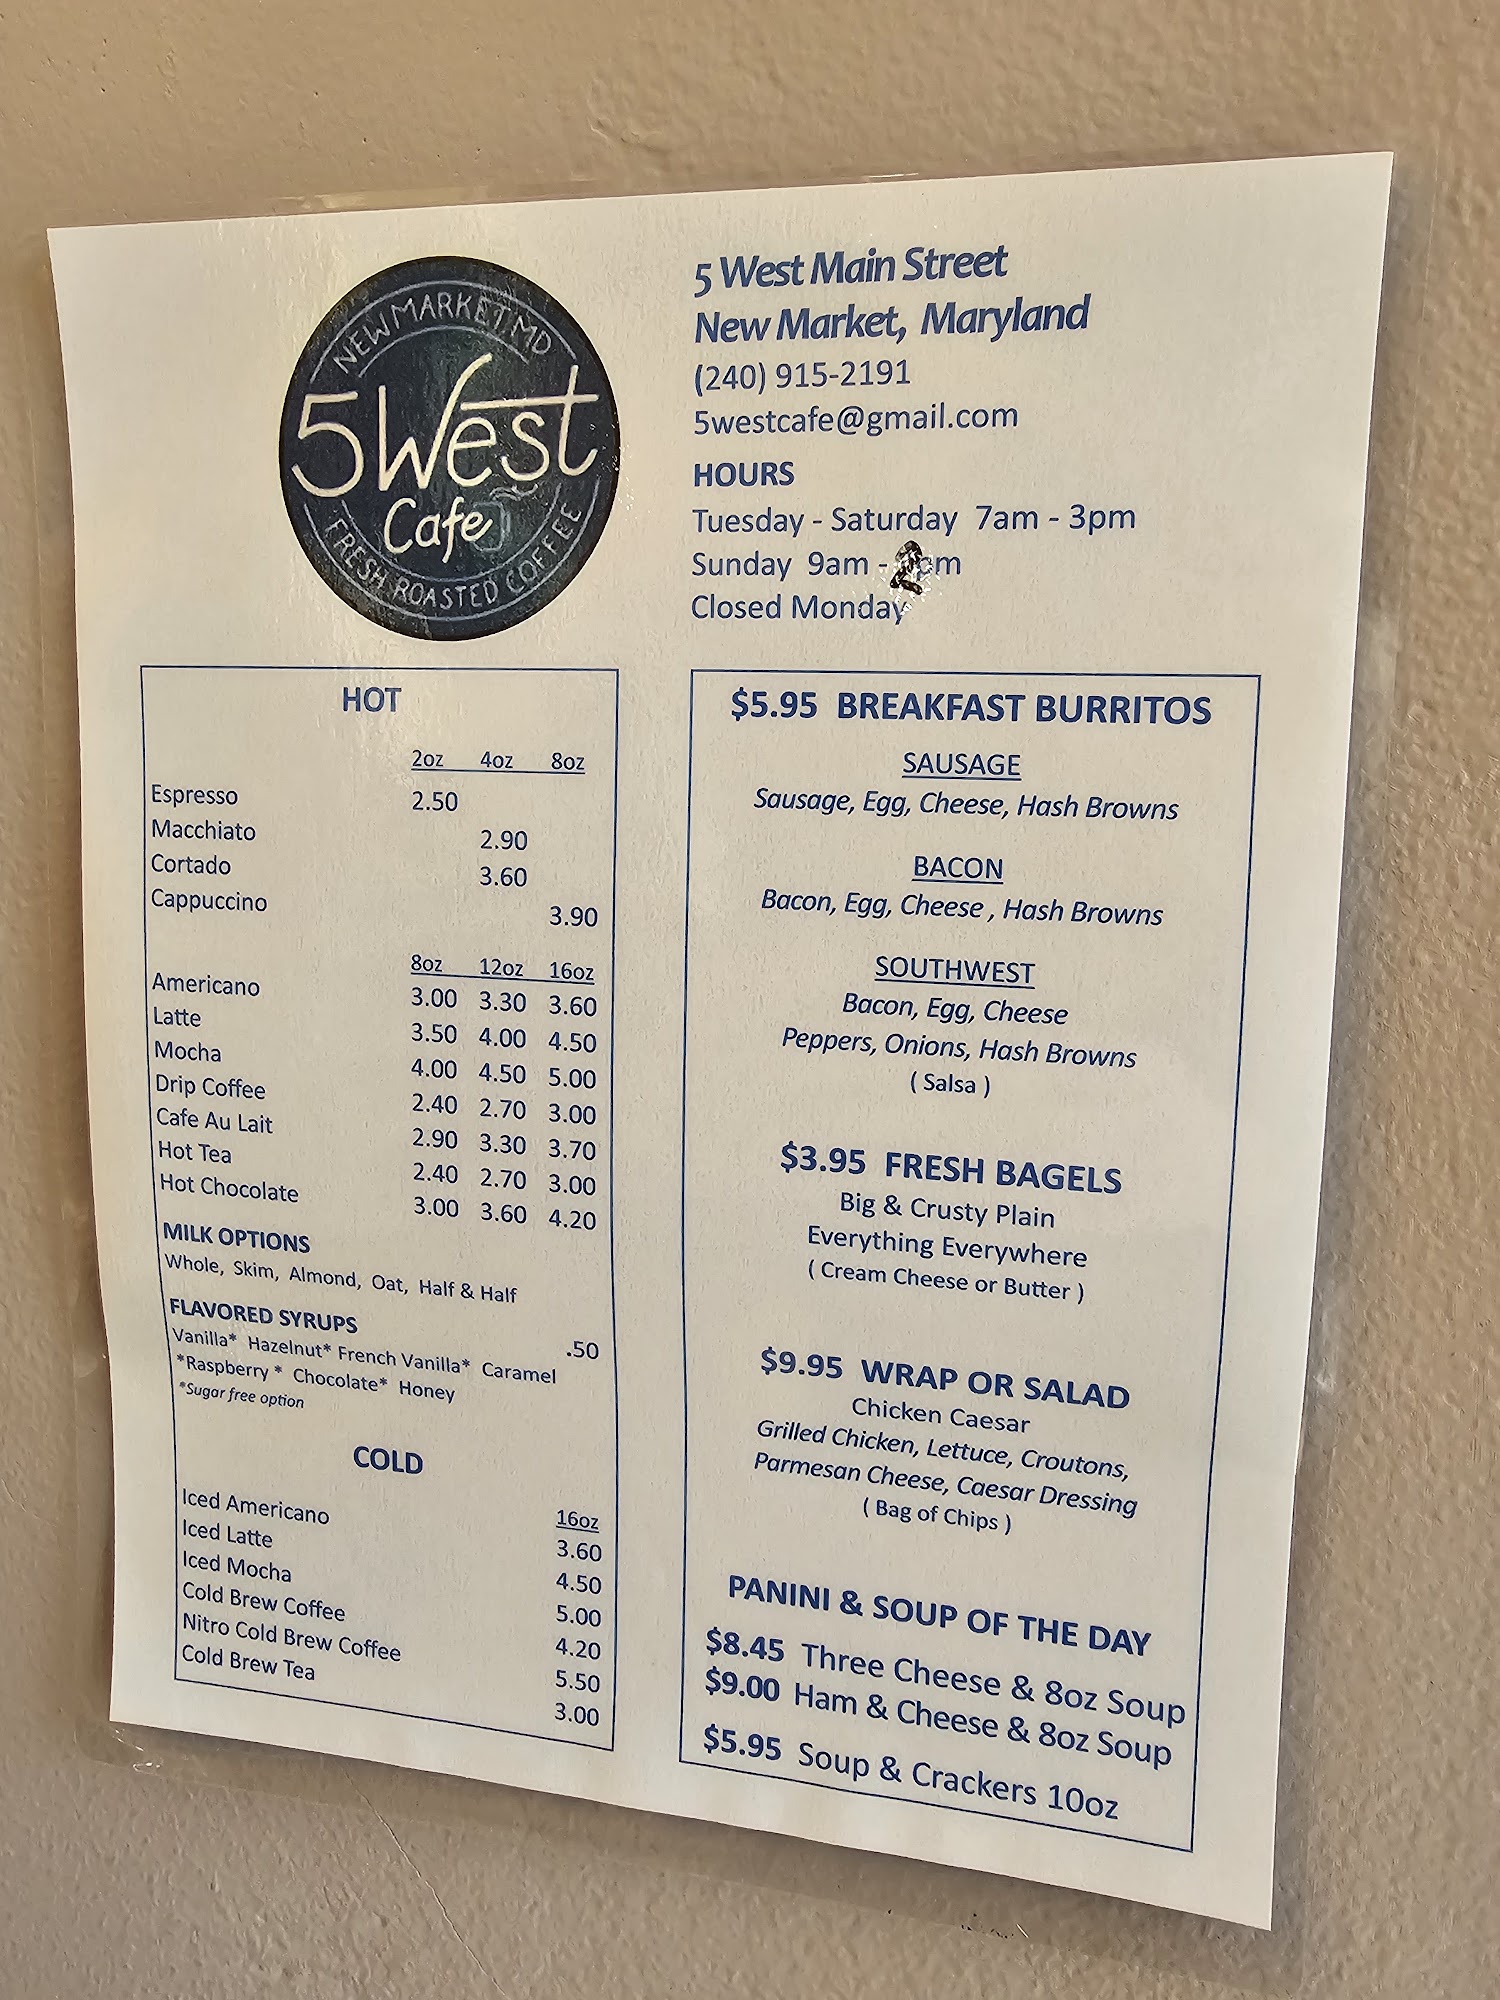 NEW MARKET, MD
5 West
Cafe
FRESH ROASTED COFFEE
5 West Main Street
New Market, Maryland
(240) 915-2191
5westcafe@gmail.com
HOURS
Tuesday - Saturday 7am - 3pm
Sunday 9am - 2pm
Closed Monday
HOT
2oz 4oz 8oz
Espresso 2.50
Macchiato 2.90
Cortado 3.60
Cappuccino 3.90
8oz 12oz 16oz
Americano 3.00 3.30 3.60
Latte 3.50 4.00 4.50
Mocha 4.00 4.50 5.00
Drip Coffee 2.40 2.70 3.00
Cafe Au Lait 2.90 3.30 3.70
Hot Tea 2.40 2.70 3.00
Hot Chocolate 3.00 3.60 4.20
MILK OPTIONS
Whole, Skim, Almond, Oat, Half & Half
FLAVORED SYRUPS .50
Vanilla* Hazelnut* French Vanilla* Caramel
*Raspberry * Chocolate* Honey
*Sugar free option
COLD
16oz
Iced Americano 3.60
Iced Latte 4.50
Iced Mocha 5.00
Cold Brew Coffee 4.20
Nitro Cold Brew Coffee 5.50
Cold Brew Tea 3.00
$5.95 BREAKFAST BURRITOS
SAUSAGE
Sausage, Egg, Cheese, Hash Browns
BACON
Bacon, Egg, Cheese , Hash Browns
SOUTHWEST
Bacon, Egg, Cheese
Peppers, Onions, Hash Browns
( Salsa )
$3.95 FRESH BAGELS
Big & Crusty Plain
Everything Everywhere
( Cream Cheese or Butter )
$9.95 WRAP OR SALAD
Chicken Caesar
Grilled Chicken, Lettuce, Croutons,
Parmesan Cheese, Caesar Dressing
( Bag of Chips )
PANINI & SOUP OF THE DAY
$8.45 Three Cheese & 8oz Soup
$9.00 Ham & Cheese & 8oz Soup
$5.95 Soup & Crackers 10oz